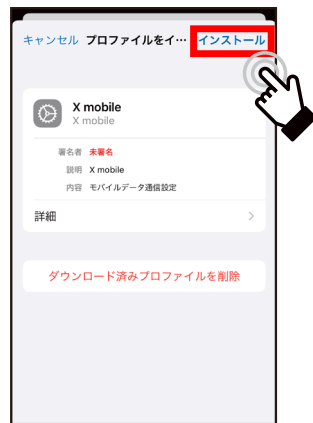 キャンセル プロファイルをイ… インストール
X mobile
X mobile
署名者 未署名
説明 X mobile
内容 モバイルデータ通信設定
詳細
ダウンロード済みプロファイルを削除